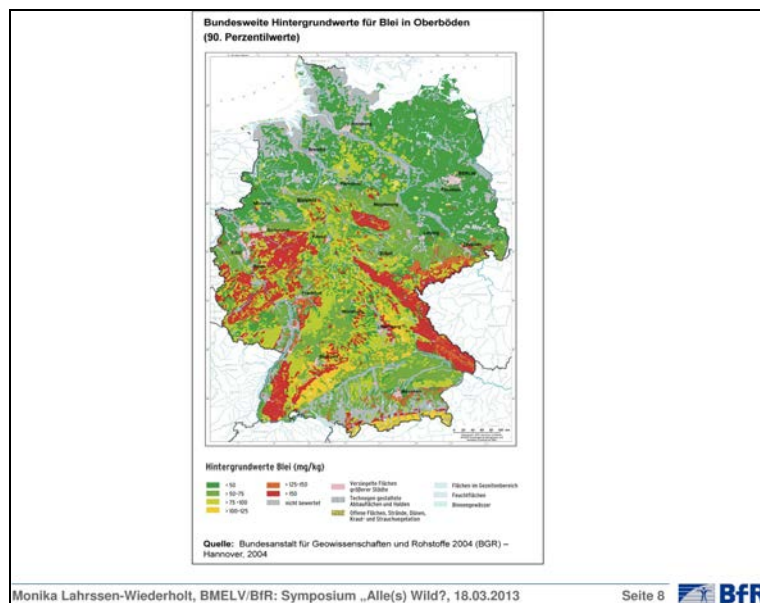 Bundesweite Hintergrundwerte für Blei in Oberböden
(90. Perzentilwerte)
Hintergrundwerte Blei (mg/kg)
< 50
> 50-75
> 75 -100
> 100-125
> 125-150
> 150
nicht bewertet
Versiegelte Flächen
größerer Städte
Technogen gestaltete
Abbauflächen und Halden
Offene Flächen, Strände, Dünen,
Kraut- und Strauchvegetation
Flächen im Gezeitenbereich
Feuchtflächen
Binnengewässer
Quelle: Bundesanstalt für Geowissenschaften und Rohstoffe 2004 (BGR) –
Hannover, 2004
Monika Lahrssen-Wiederholt, BMELV/BfR: Symposium „Alle(s) Wild?, 18.03.2013
Seite 8
BfR